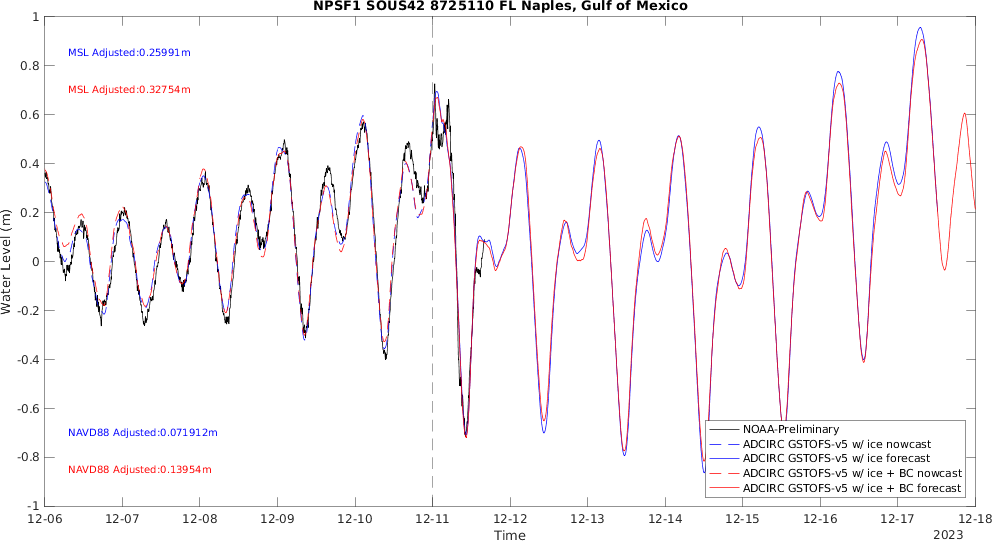 NPSF1 SOUS42 8725110 FL Naples, Gulf of Mexico
Water Level (m)
1
0.8
0.6
0.4
0.2
0
-0.2
-0.4
-0.6
-0.8
-1
MSL Adjusted:0.25991m
MSL Adjusted:0.32754m
NAVD88 Adjusted:0.071912m
NAVD88 Adjusted:0.13954m
NOAA-Preliminary
ADCIRC GSTOFS-v5 w/ ice nowcast
ADCIRC GSTOFS-v5 w/ ice forecast
ADCIRC GSTOFS-v5 w/ ice + BC nowcast
ADCIRC GSTOFS-v5 w/ ice + BC forecast
12-06 12-07 12-08 12-09 12-10 12-11 12-12 12-13 12-14 12-15 12-16 12-17 12-18
Time
2023